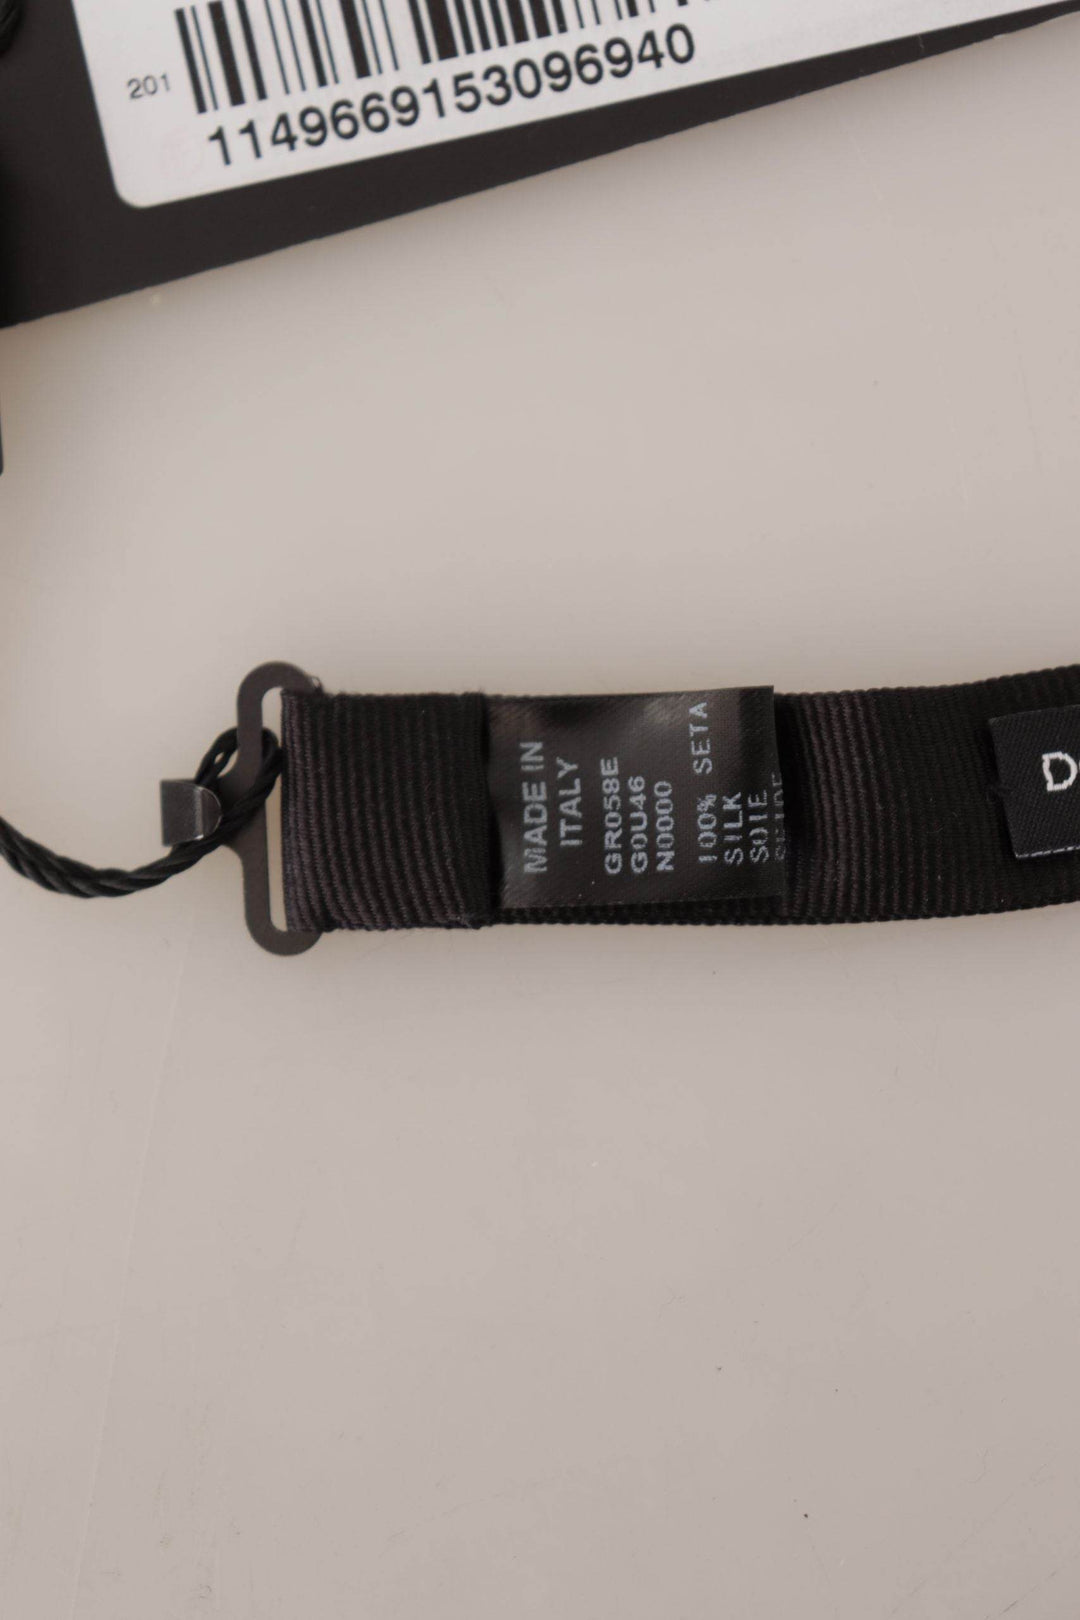 201
1149669153096940
MADE IN
ITALY
GR058E
G0U46
N0000
100% SETA
SILK
SOIE
D